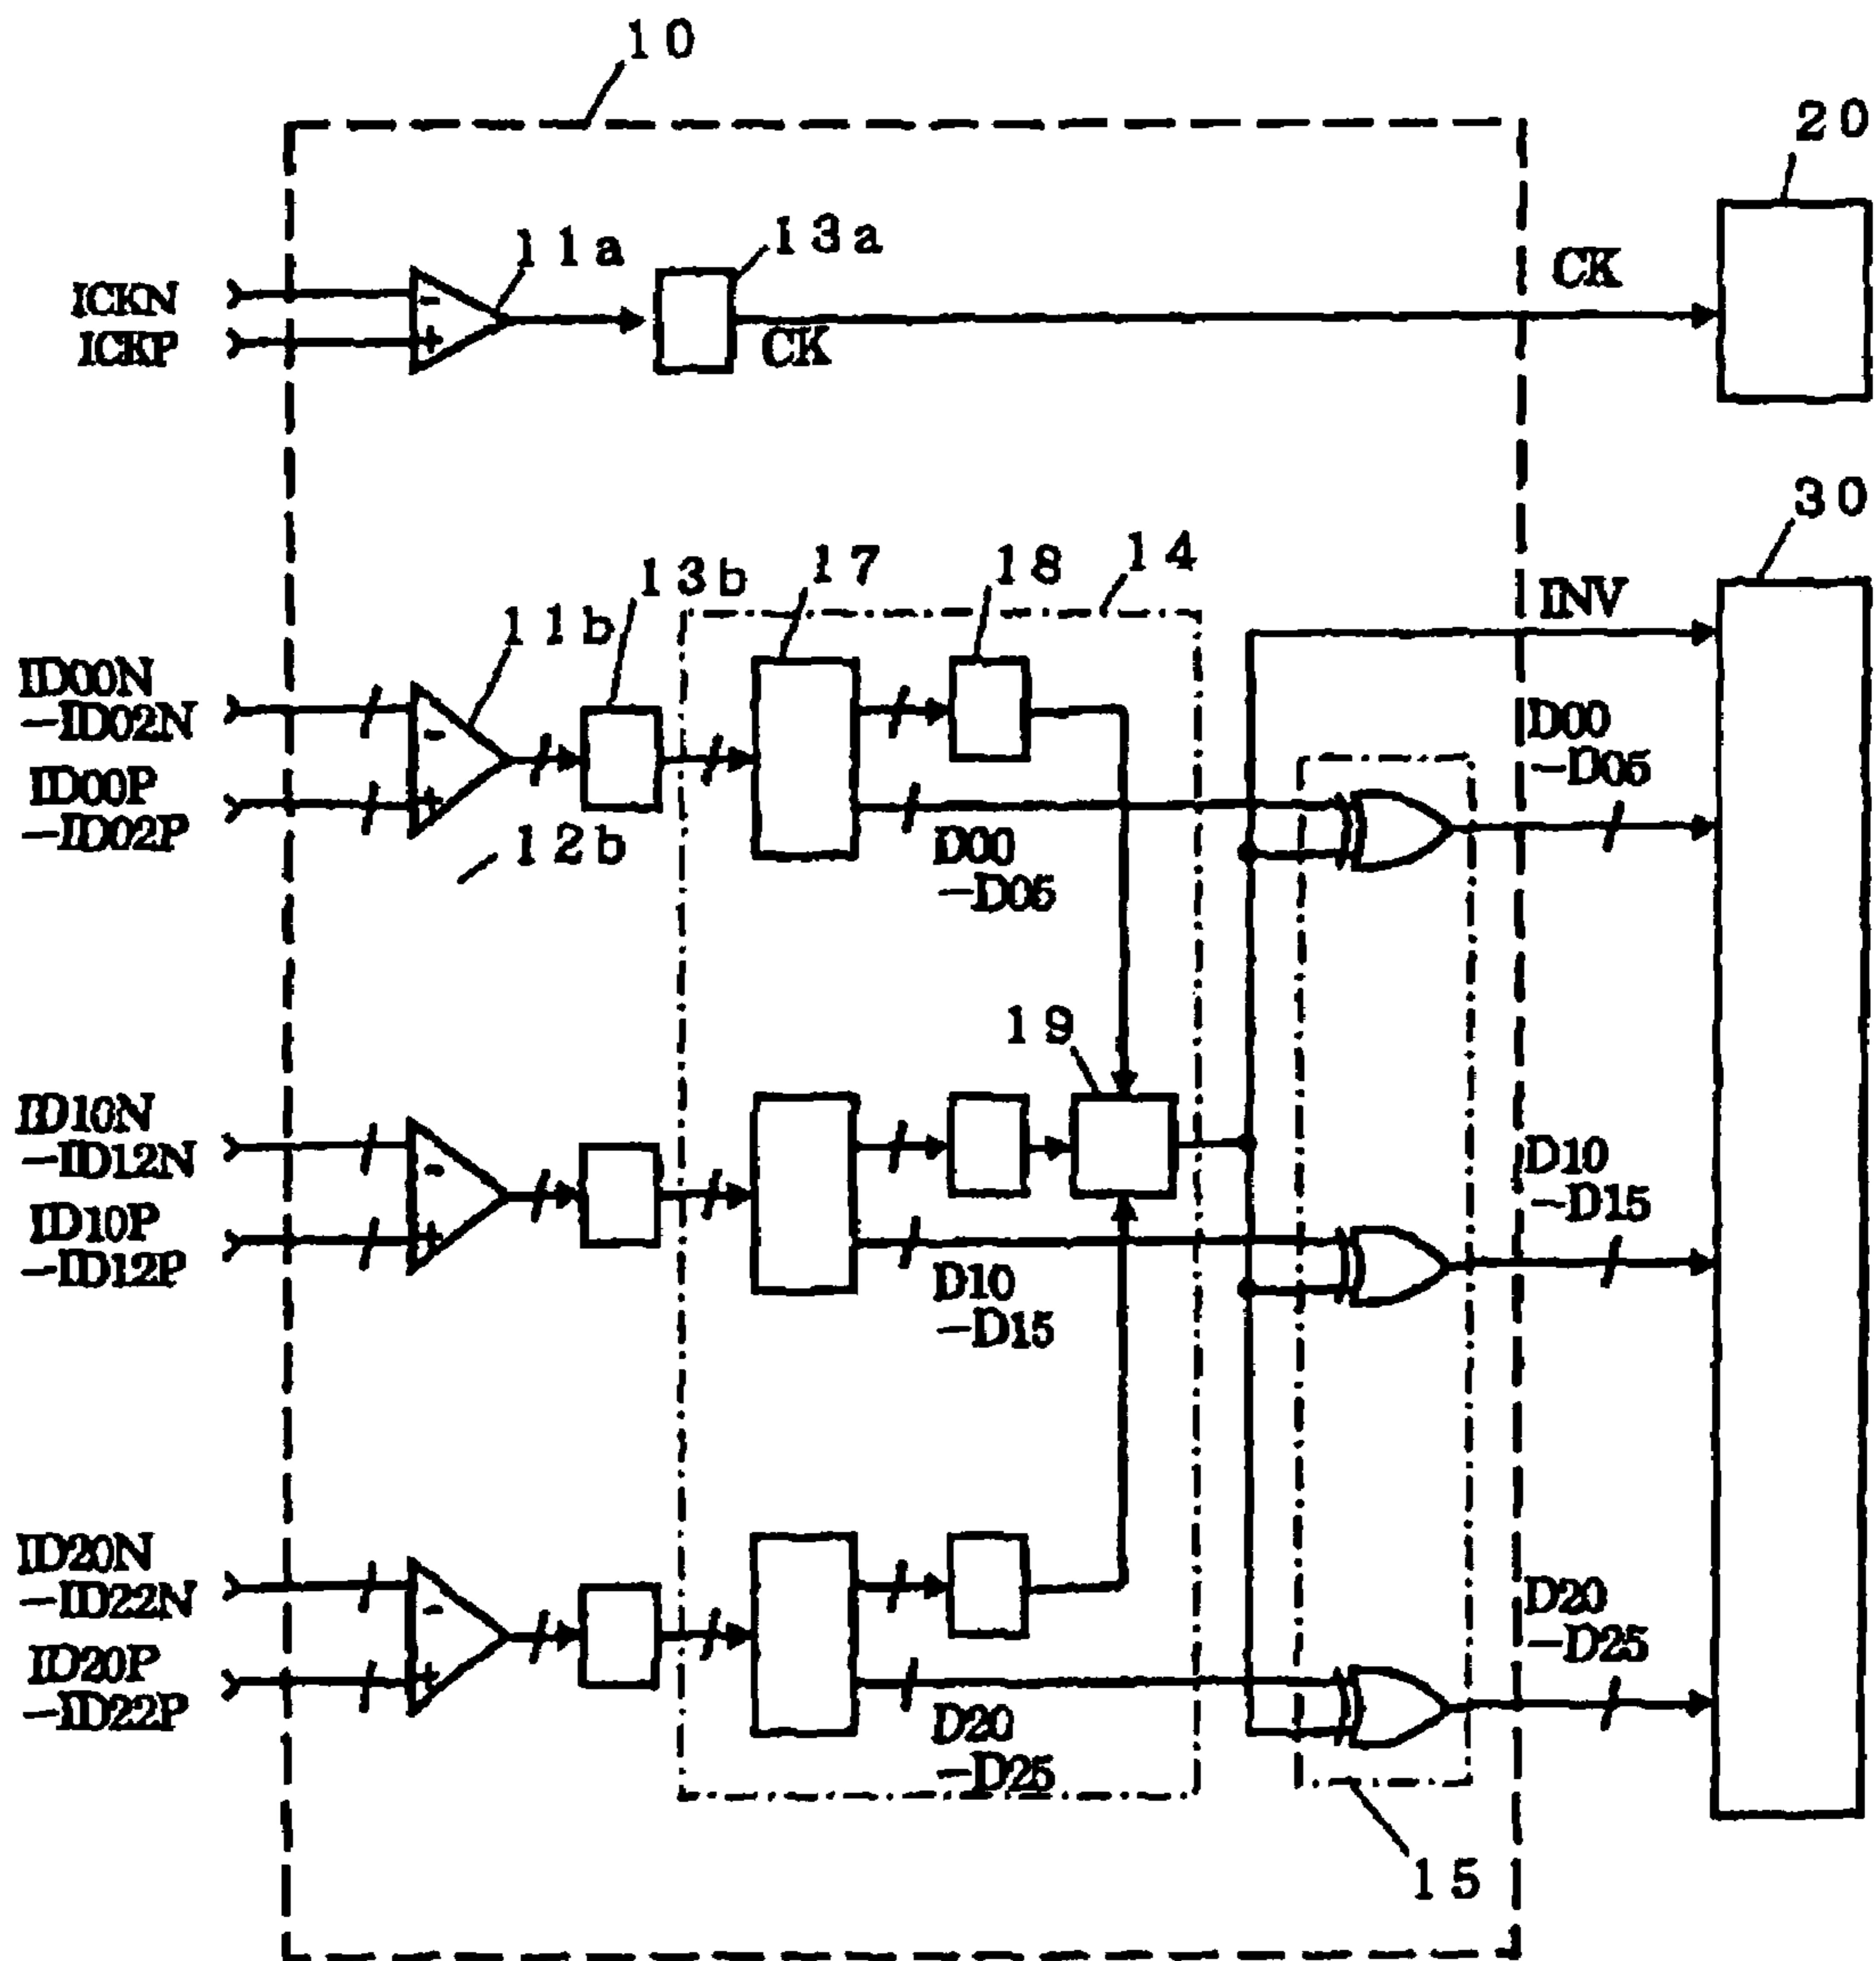 10
20
11a
13a
CK
ICKN
ICKP
CK
30
13b
17
18
14
INV
11b
ID00N
-ID02N
D00
-D05
ID00P
-ID02P
12b
D00
-D05
19
ID10N
-ID12N
D10
-D15
ID10P
-ID12P
D10
-D15
ID20N
-ID22N
D20
-D25
ID20P
-ID22P
D20
-D25
15